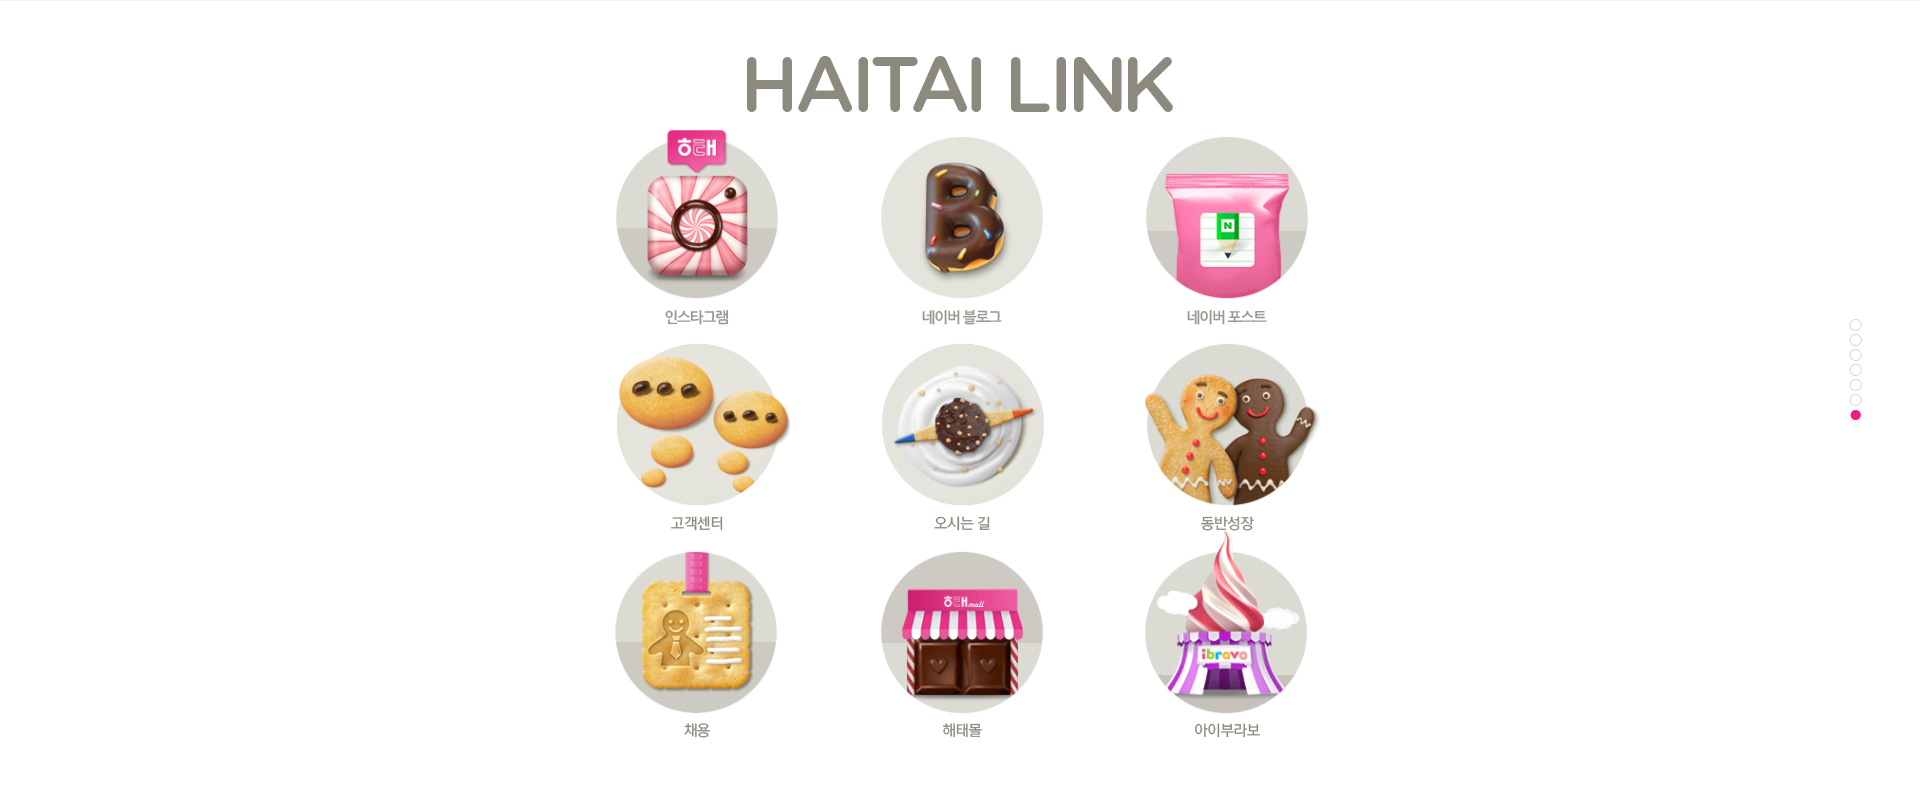 HAITAI LINK
해태
N
인스타그램
네이버 블로그
네이버 포스트
고객센터
오시는 길
동반성장
해태mall
ibravo
채용
해태몰
아이부라보